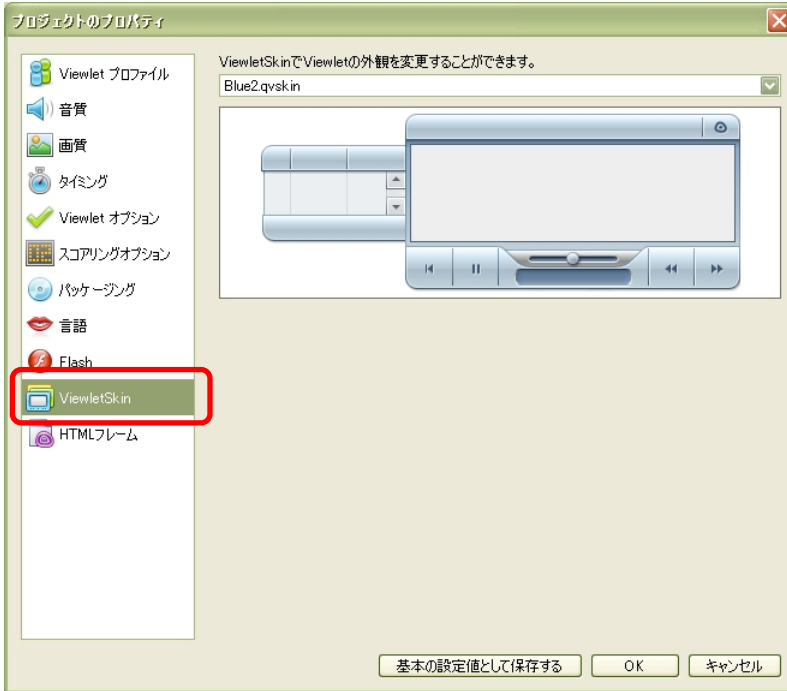 プロジェクトのプロパティ
Viewlet プロファイル
音質
画質
タイミング
Viewlet オプション
スコアリングオプション
パッケージング
言語
Flash
ViewletSkin
HTMLフレーム
ViewletSkinでViewletの外観を変更することができます。
Blue2.qvskin
基本の設定値として保存する
OK
キャンセル